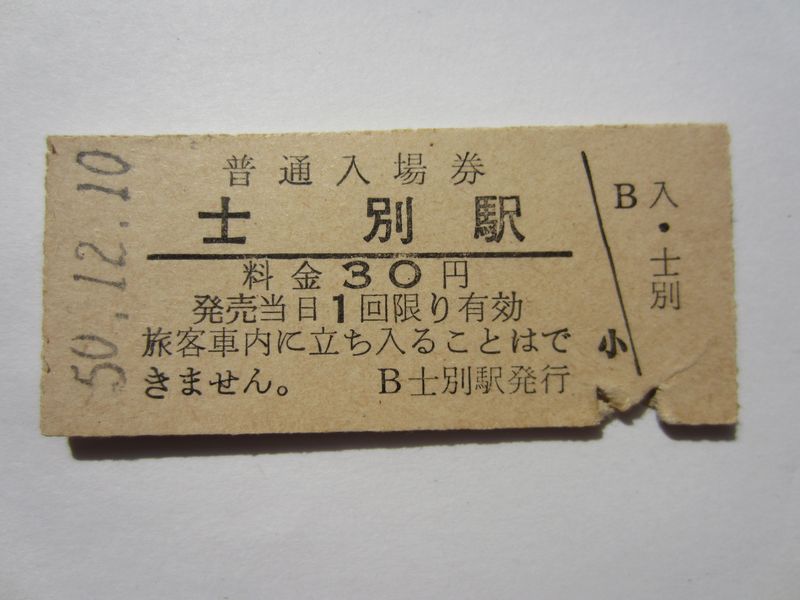 50.12.10
普通入場券
士別駅
料金30円
発売当日1回限り有効
旅客車内に立ち入ることはで
きません。 B士別駅発行
B
入・士別
小